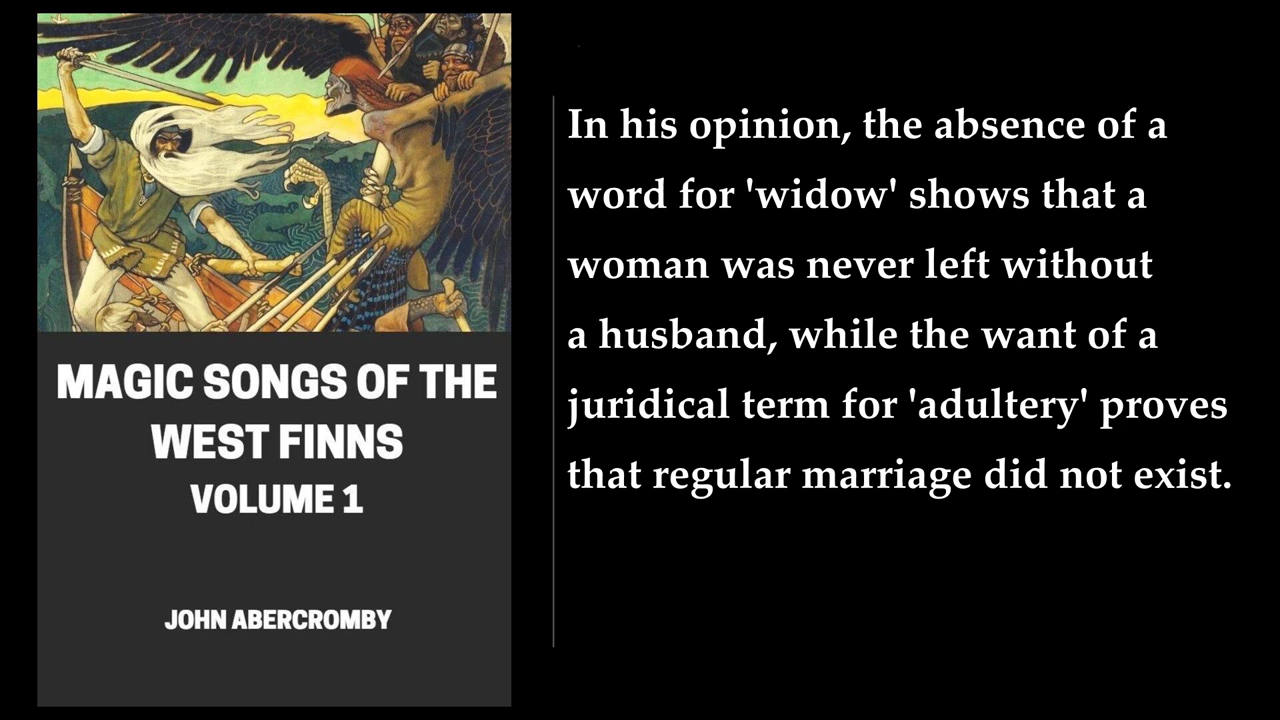 MAGIC SONGS OF THE
WEST FINNS
VOLUME 1
JOHN ABERCROMBY
In his opinion, the absence of a
word for 'widow' shows that a
woman was never left without
a husband, while the want of a
juridical term for 'adultery' proves
that regular marriage did not exist.